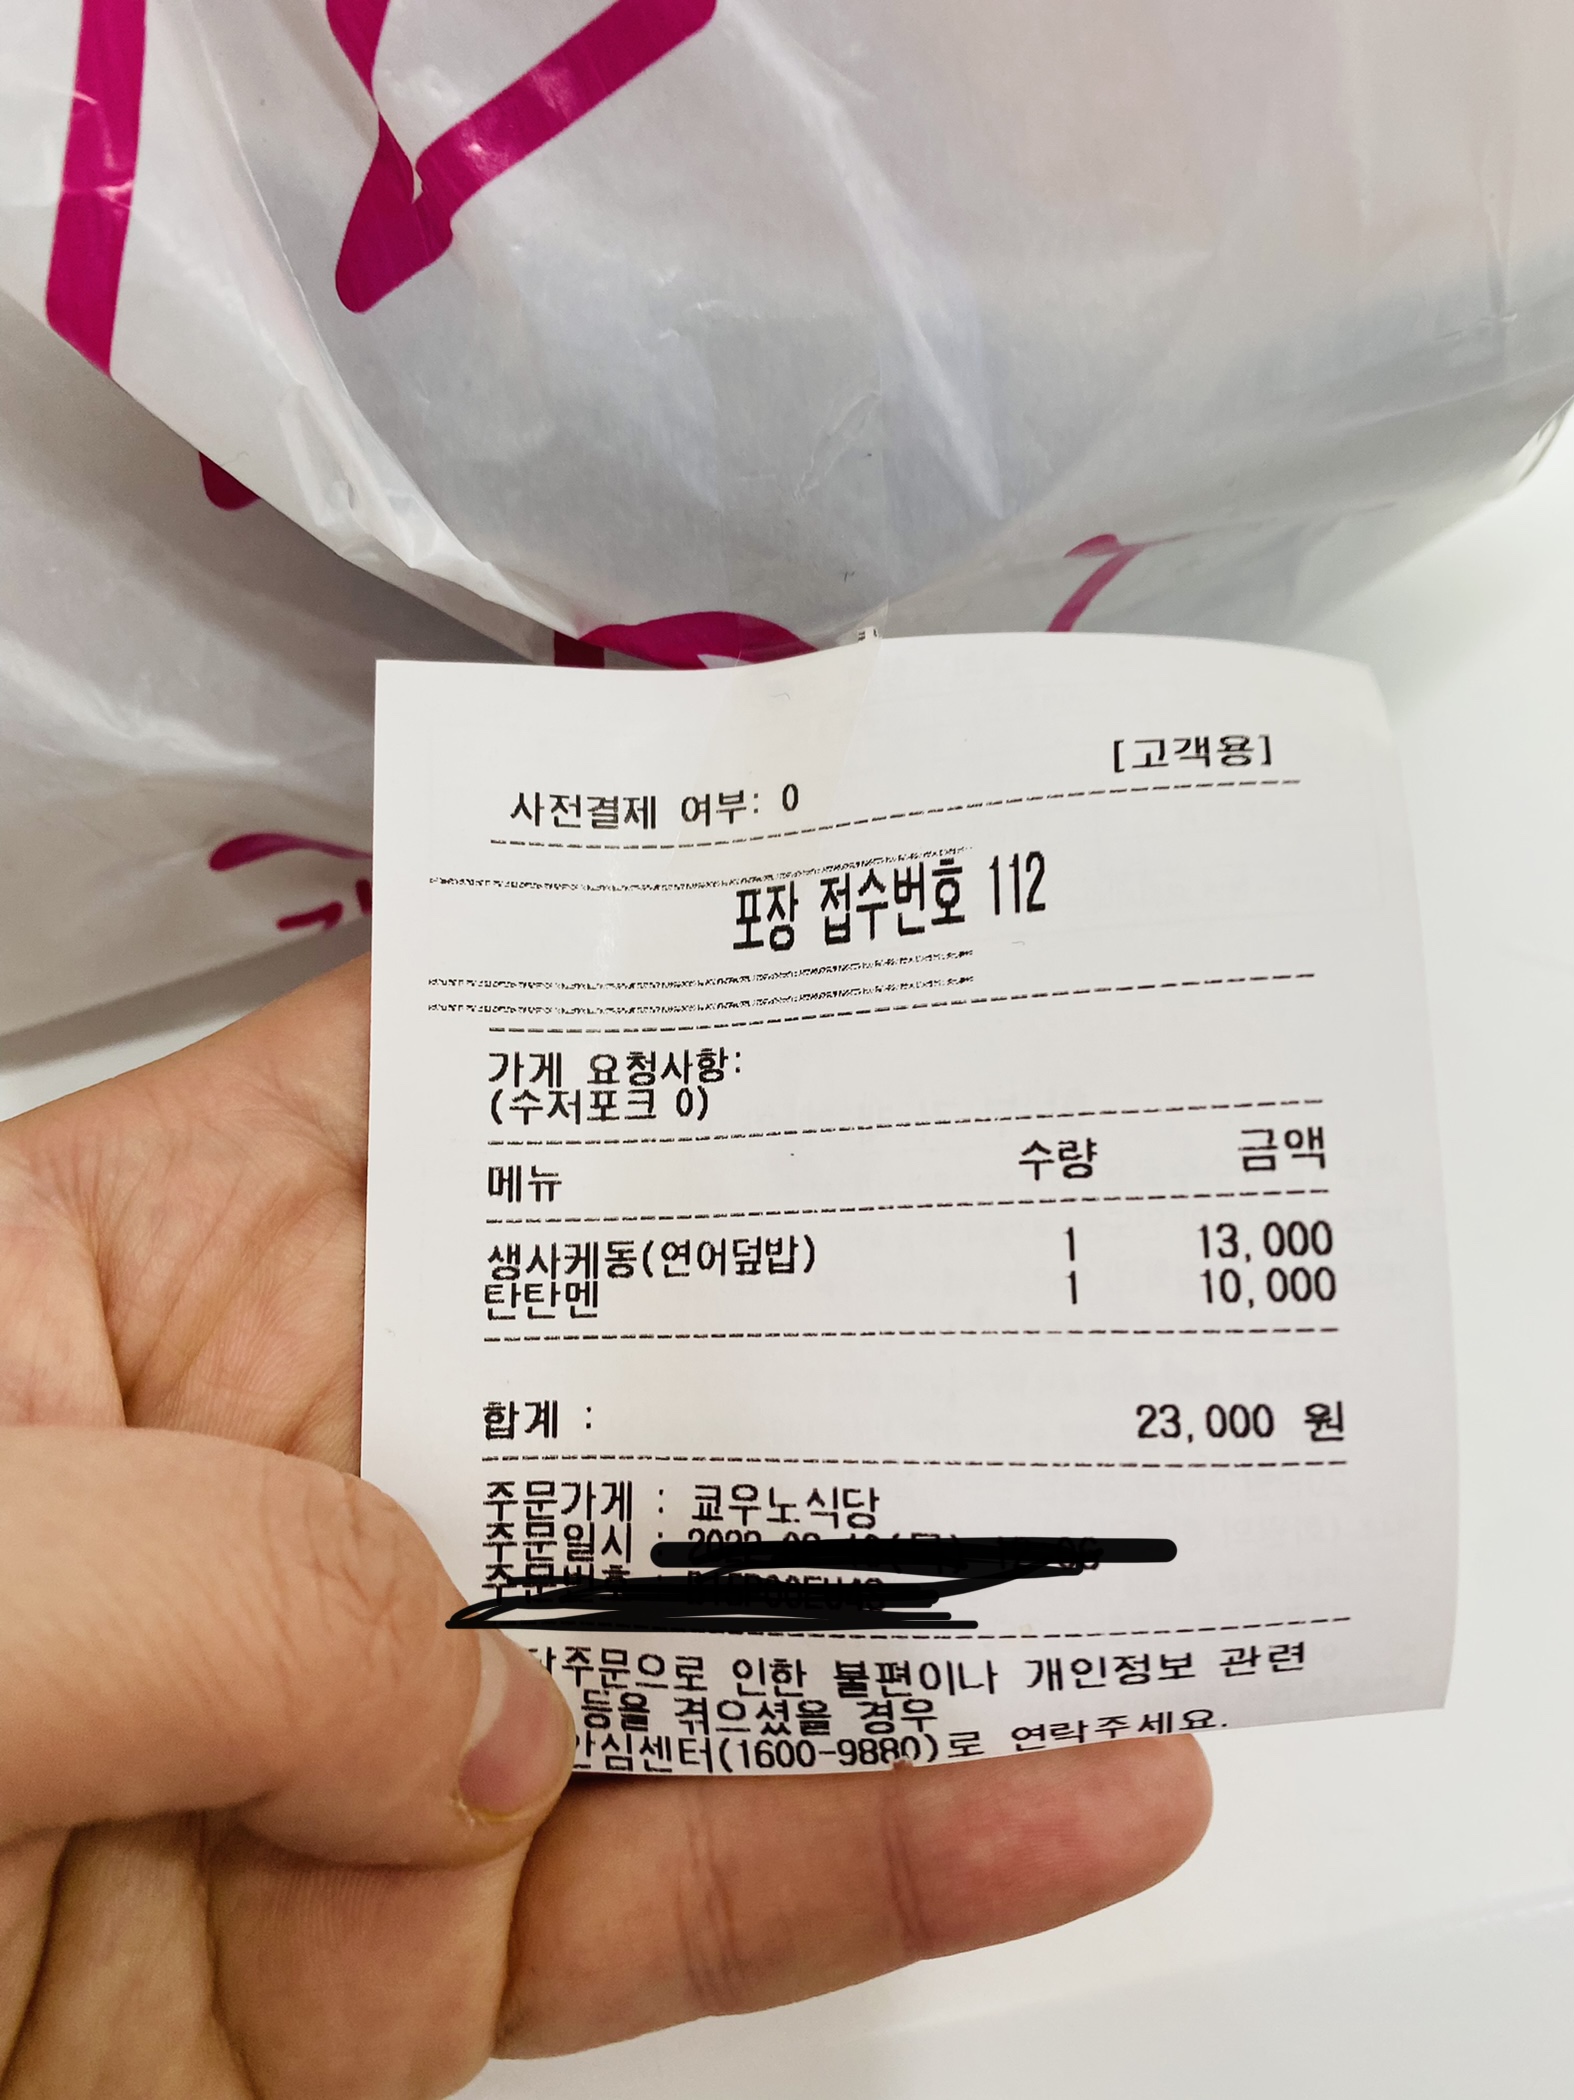 [고객용]
사전결제 여부: O
포장 접수번호 112
가게 요청사항:
(수저포크 O)
메뉴 수량 금액
생사케동(연어덮밥) 1 13,000
탄탄멘 1 10,000
합계 : 23,000 원
주문가게 : 쿄우노식당
주문일시 :
주문번호 :
주문으로 인한 불편이나 개인정보 관련
등을 겪으셨을 경우
안심센터(1600-9880)로 연락주세요.